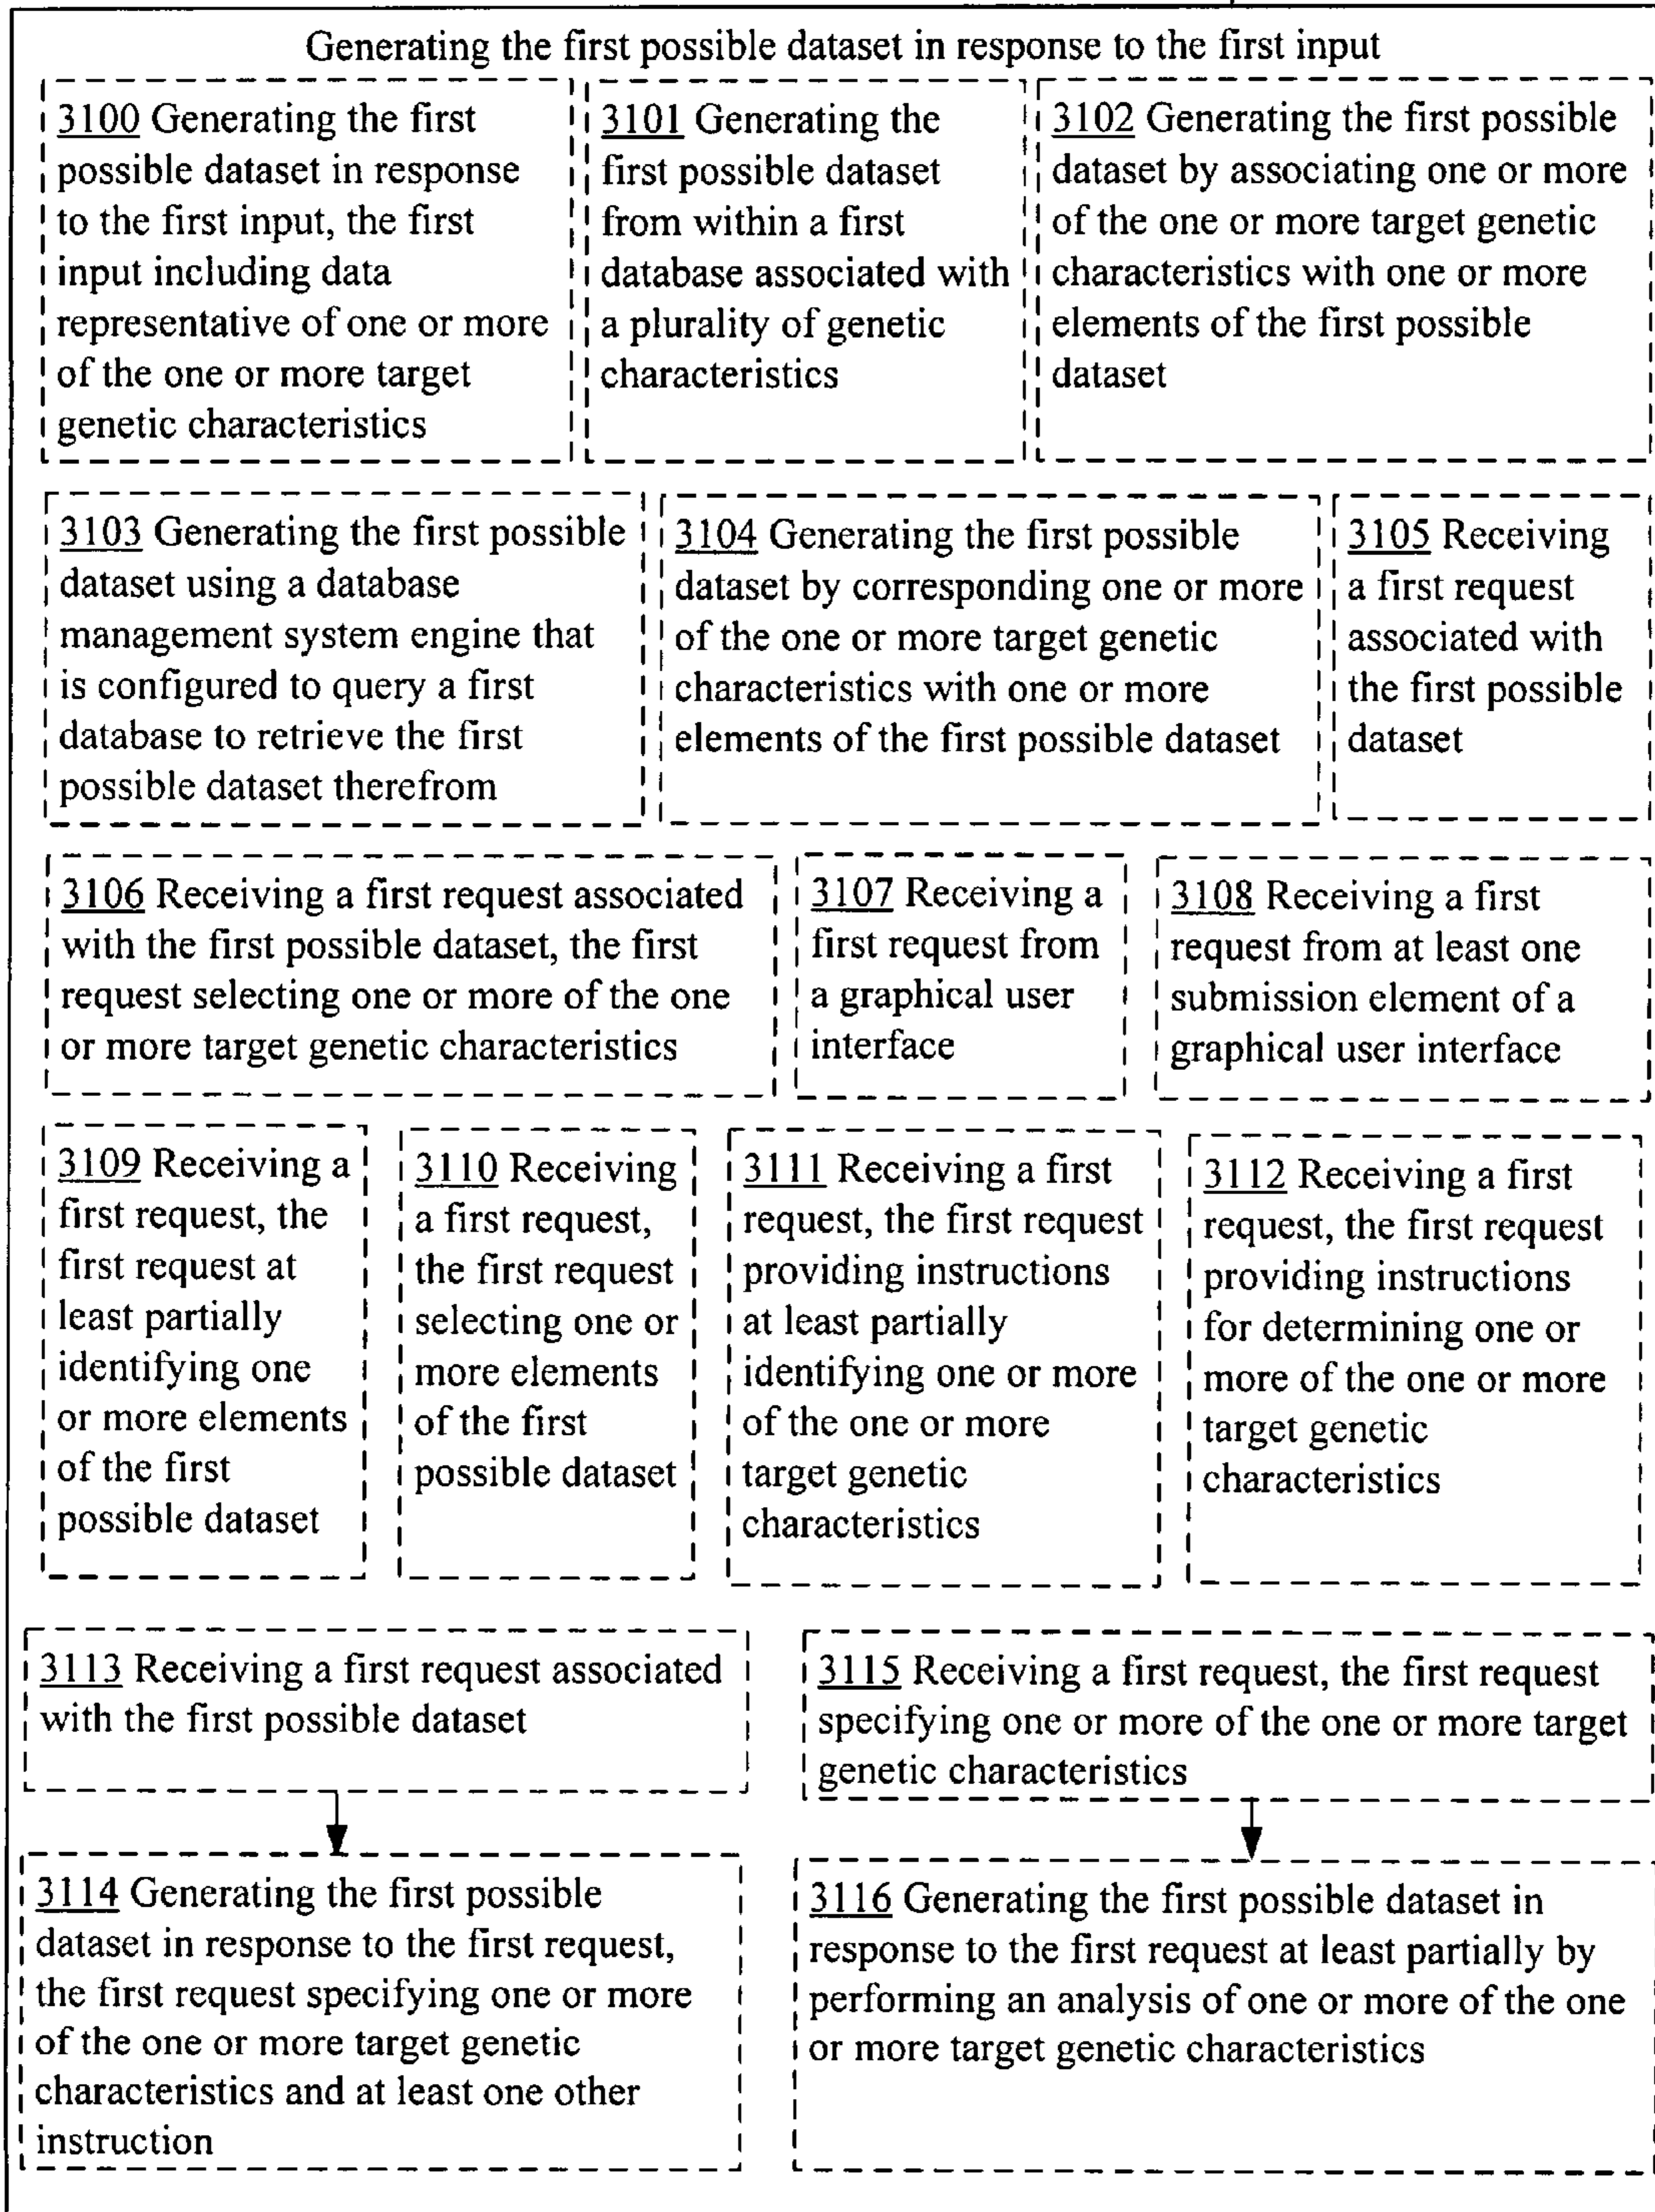 Generating the first possible dataset in response to the first input
3100 Generating the first
possible dataset in response
to the first input, the first
input including data
representative of one or more
of the one or more target
genetic characteristics
3101 Generating the
first possible dataset
from within a first
database associated with
a plurality of genetic
characteristics
3102 Generating the first possible
dataset by associating one or more
of the one or more target genetic
characteristics with one or more
elements of the first possible
dataset
3103 Generating the first possible
dataset using a database
management system engine that
is configured to query a first
database to retrieve the first
possible dataset therefrom
3104 Generating the first possible
dataset by corresponding one or more
of the one or more target genetic
characteristics with one or more
elements of the first possible dataset
3105 Receiving
a first request
associated with
the first possible
dataset
3106 Receiving a first request associated
with the first possible dataset, the first
request selecting one or more of the one
or more target genetic characteristics
3107 Receiving a
first request from
a graphical user
interface
3108 Receiving a first
request from at least one
submission element of a
graphical user interface
3109 Receiving a
first request, the
first request at
least partially
identifying one
or more elements
of the first
possible dataset
3110 Receiving
a first request,
the first request
selecting one or
more elements
of the first
possible dataset
3111 Receiving a first
request, the first request
providing instructions
at least partially
identifying one or more
of the one or more
target genetic
characteristics
3112 Receiving a first
request, the first request
providing instructions
for determining one or
more of the one or more
target genetic
characteristics
3113 Receiving a first request associated
with the first possible dataset
3115 Receiving a first request, the first request
specifying one or more of the one or more target
genetic characteristics
3114 Generating the first possible
dataset in response to the first request,
the first request specifying one or more
of the one or more target genetic
characteristics and at least one other
instruction
3116 Generating the first possible dataset in
response to the first request at least partially by
performing an analysis of one or more of the one
or more target genetic characteristics